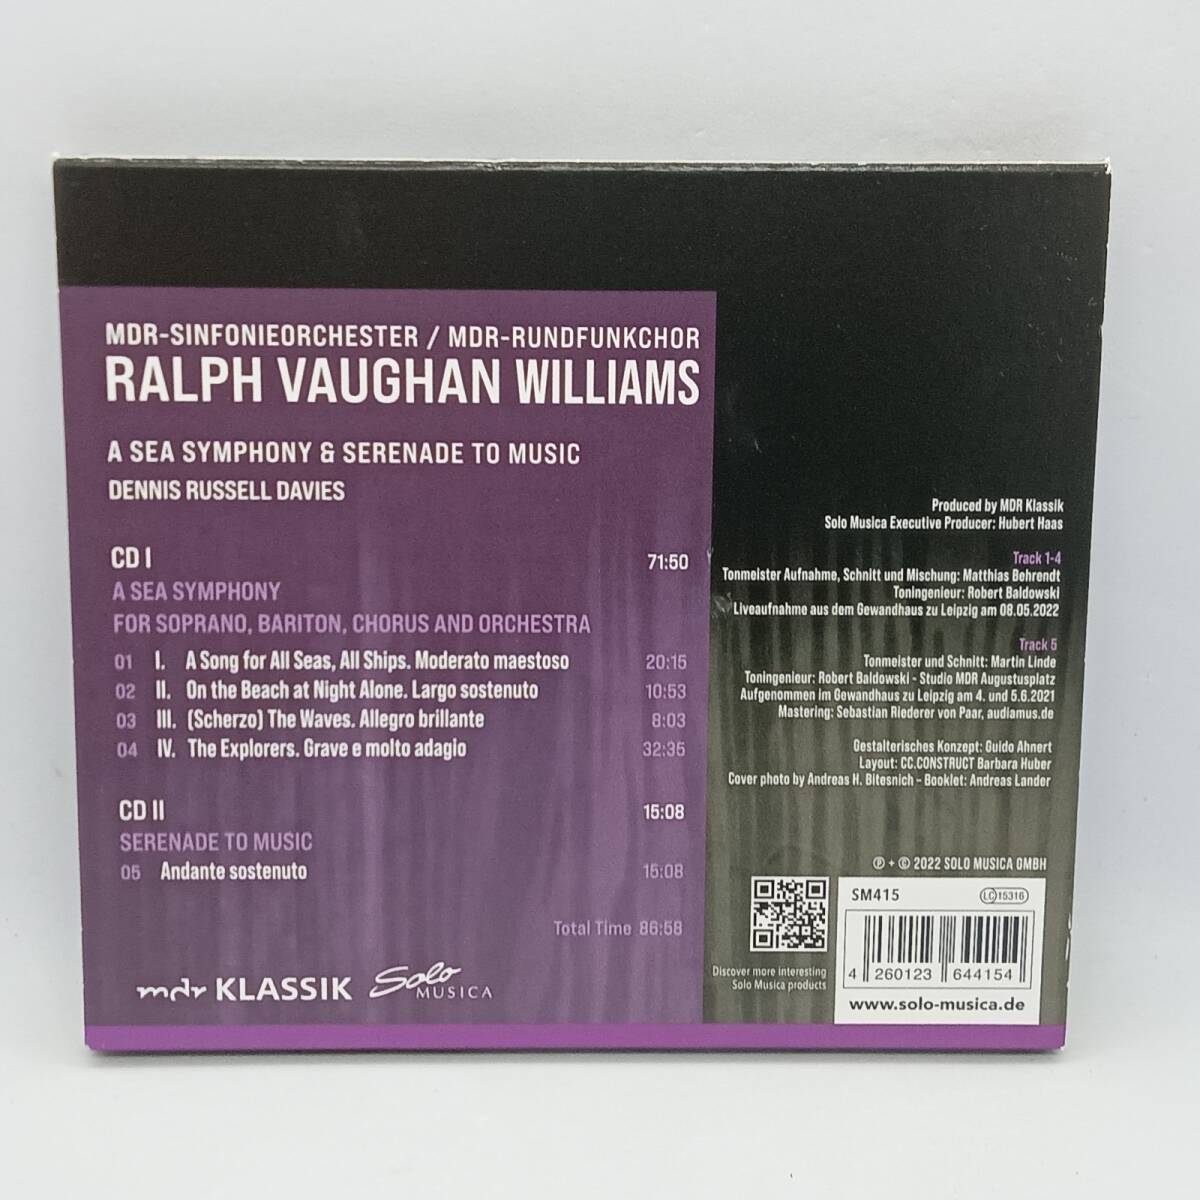 MDR-SINFONIEORCHESTER / MDR-RUNDFUNKCHOR
RALPH VAUGHAN WILLIAMS
A SEA SYMPHONY & SERENADE TO MUSIC
DENNIS RUSSELL DAVIES
CD I 71:50
A SEA SYMPHONY
FOR SOPRANO, BARITON, CHORUS AND ORCHESTRA
01 I. A Song for All Seas, All Ships. Moderato maestoso 20:15
02 II. On the Beach at Night Alone. Largo sostenuto 10:53
03 III. (Scherzo) The Waves. Allegro brillante 8:03
04 IV. The Explorers. Grave e molto adagio 32:35
CD II 15:08
SERENADE TO MUSIC
05 Andante sostenuto 15:08
Total Time 86:58
mdr KLASSIK Solo MUSICA
Produced by MDR Klassik
Solo Musica Executive Producer: Hubert Haas
Track 1-4
Tonmeister Aufnahme, Schnitt und Mischung: Matthias Behrendt
Toningenieur: Robert Baldowski
Liveaufnahme aus dem Gewandhaus zu Leipzig am 08.05.2022
Track 5
Tonmeister und Schnitt: Martin Linde
Toningenieur: Robert Baldowski - Studio MDR Augustusplatz
Aufgenommen im Gewandhaus zu Leipzig am 4. und 5.6.2021
Mastering: Sebastian Riederer von Paar, audiamus.de
Gestalterisches Konzept: Guido Ahnert
Layout: CC.CONSTRUCT Barbara Huber
Cover photo by Andreas H. Bitesnich - Booklet: Andreas Lander
℗ + © 2022 SOLO MUSICA GMBH
SM415 LC 15316
4 260123 644154
www.solo-musica.de
Discover more interesting
Solo Musica products